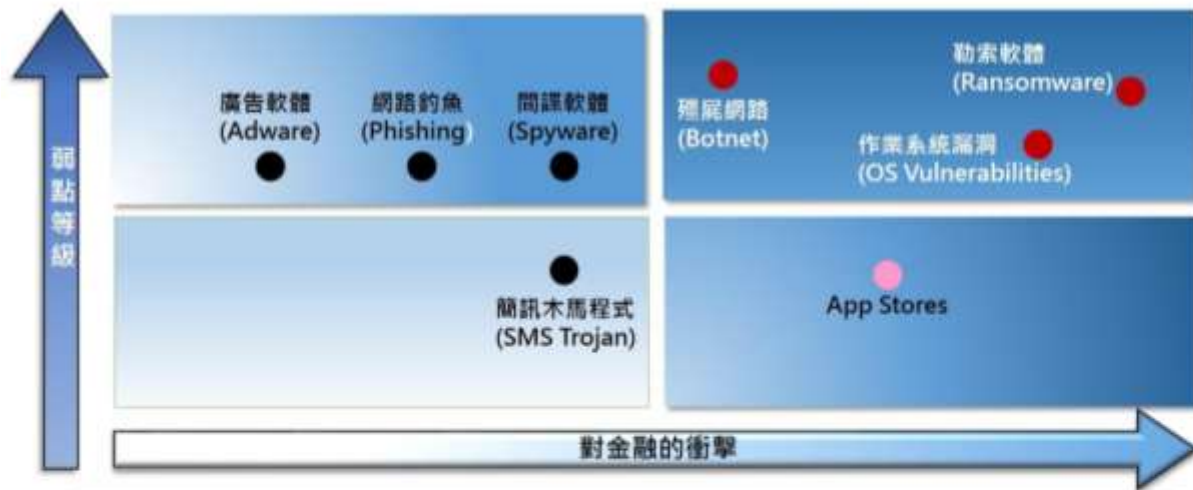 弱點等級
廣告軟體
(Adware)
網路釣魚
(Phishing)
間諜軟體
(Spyware)
殭屍網路
(Botnet)
勒索軟體
(Ransomware)
作業系統漏洞
(OS Vulnerabilities)
簡訊木馬程式
(SMS Trojan)
App Stores
對金融的衝擊